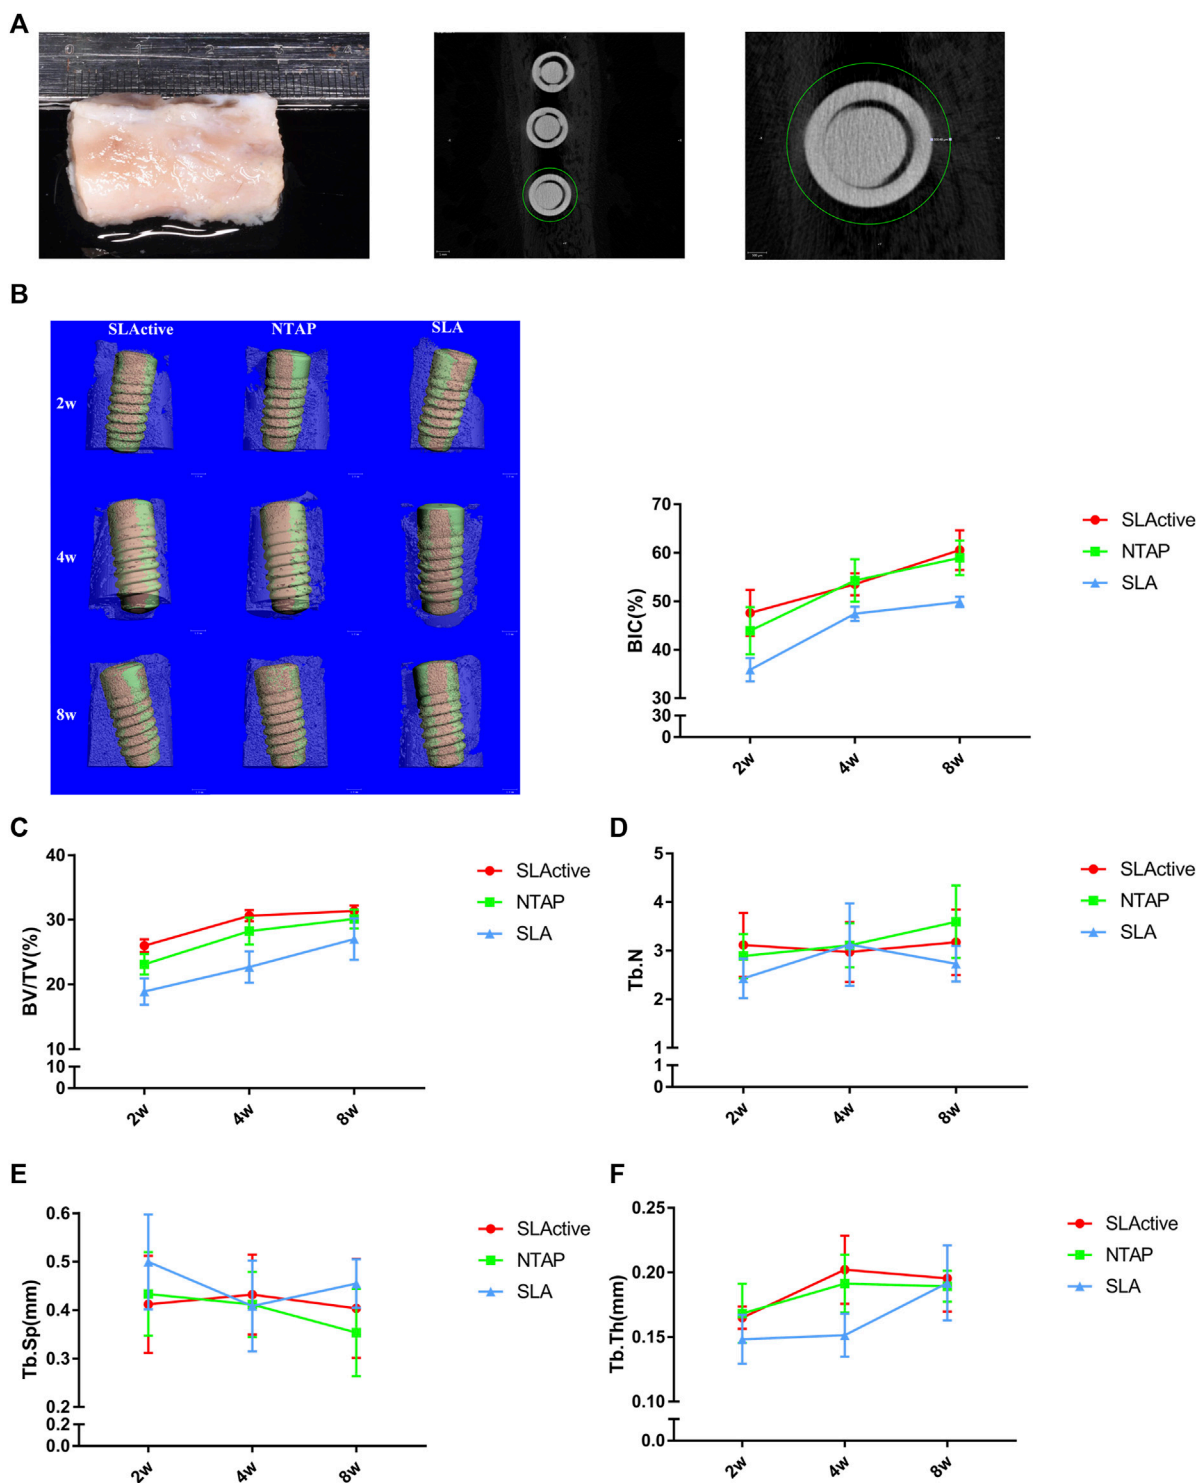 A
B
SLActive NTAP SLA
2w
4w
8w
70
60
50
40
30
30
0
BIC(%)
2w 4w 8w
SLActive
NTAP
SLA
C
40
30
20
10
10
0
BV/TV(%)
2w 4w 8w
SLActive
NTAP
SLA
D
5
4
3
2
1
1
0
Tb.N
2w 4w 8w
SLActive
NTAP
SLA
E
0.6
0.5
0.4
0.3
0.2
0.2
0.0
Tb.Sp(mm)
2w 4w 8w
SLActive
NTAP
SLA
F
0.25
0.20
0.15
0.10
0.0
Tb.Th(mm)
2w 4w 8w
SLActive
NTAP
SLA